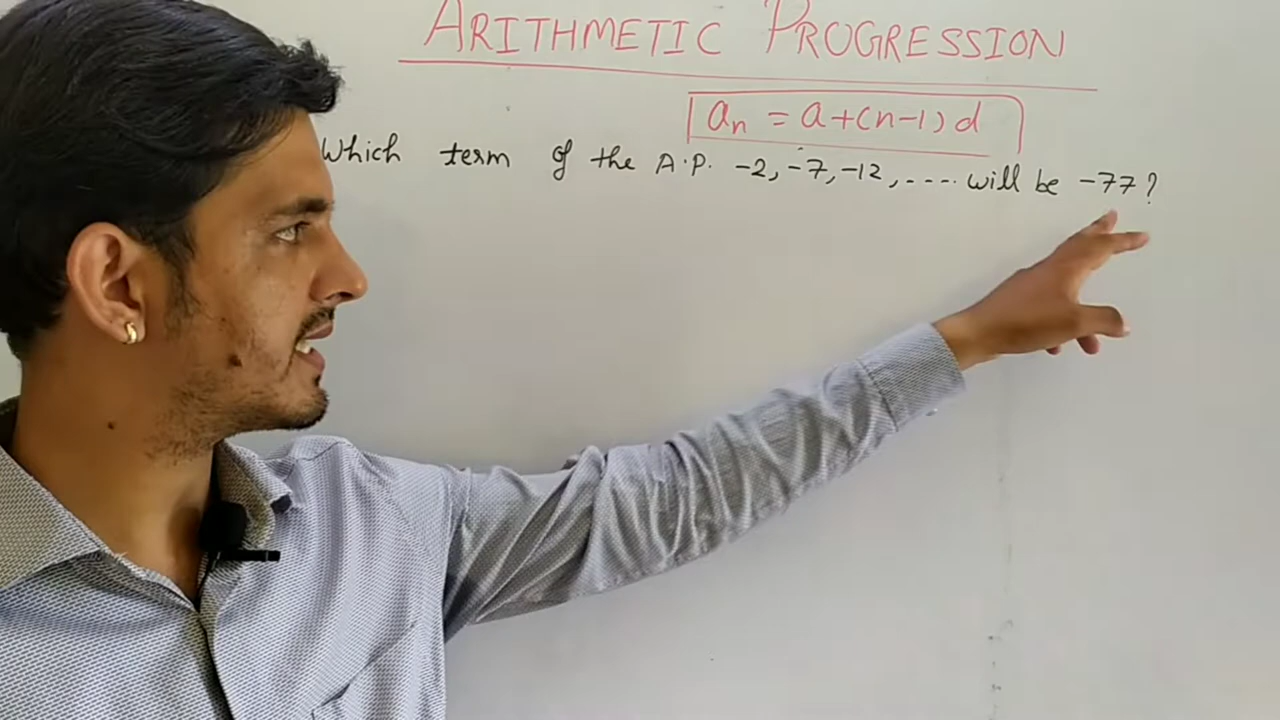 ARITHMETIC PROGRESSION
an = a+(n-1)d
Which term of the A.P. -2, -7, -12, .... will be -77?